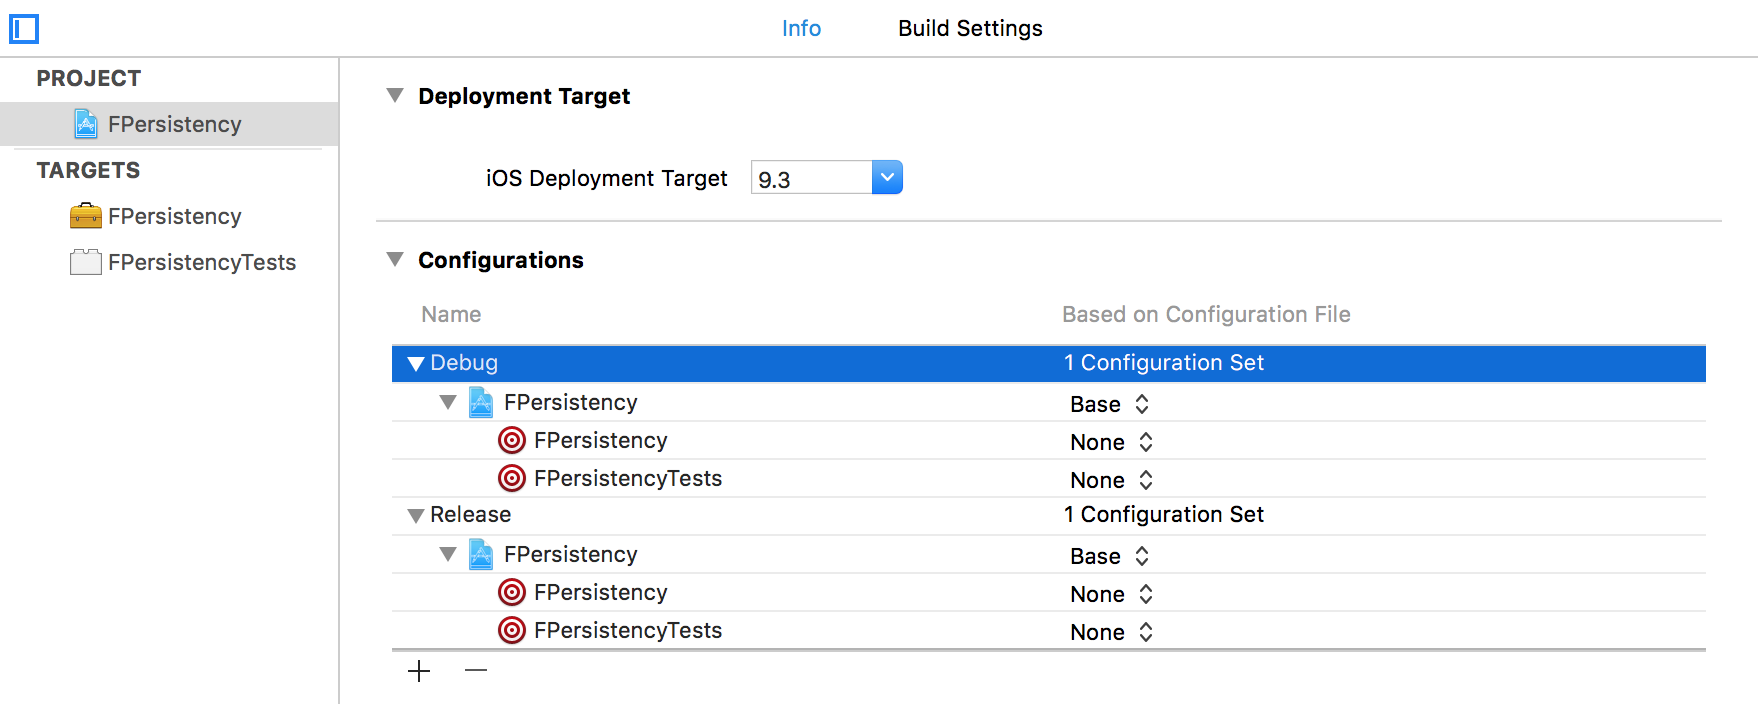 Info Build Settings
PROJECT
FPersistency
TARGETS
FPersistency
FPersistencyTests
Deployment Target
iOS Deployment Target 9.3
Configurations
Name Based on Configuration File
Debug 1 Configuration Set
FPersistency Base
FPersistency None
FPersistencyTests None
Release 1 Configuration Set
FPersistency Base
FPersistency None
FPersistencyTests None